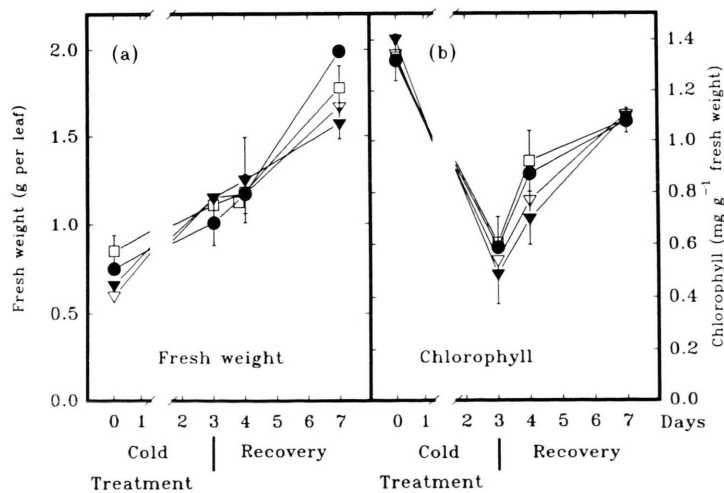 (a)
(b)
2.0
1.5
1.0
0.5
0.0
Fresh weight (g per leaf)
Fresh weight
Chlorophyll
1.4
1.2
1.0
0.8
0.6
0.4
0.2
0.0
Chlorophyll (mg g⁻¹ fresh weight)
0 1 2 3 4 5 6 7 0 1 2 3 4 5 6 7 Days
Cold Recovery Cold Recovery
Treatment Treatment